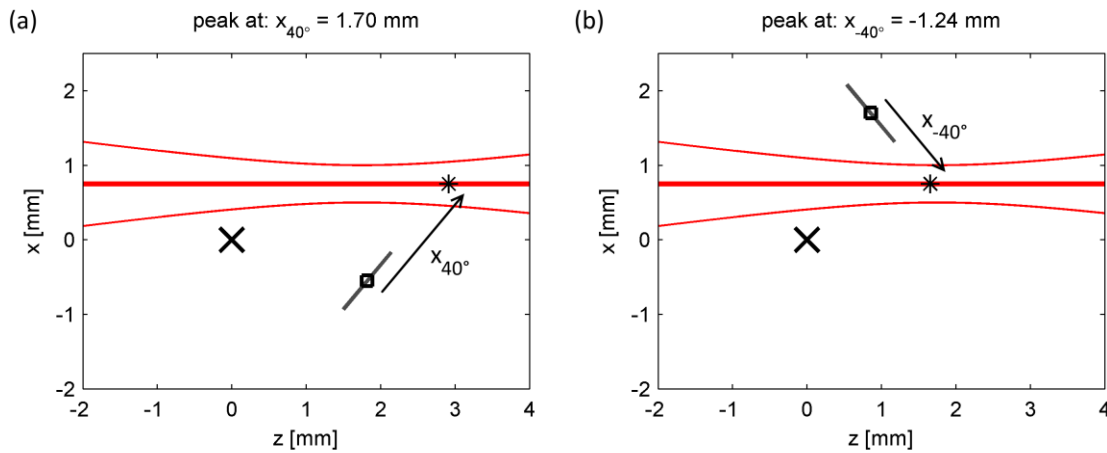 (a)
peak at: x40° = 1.70 mm
x [mm]
2
1
0
-1
-2
x40°
-2 -1 0 1 2 3 4
z [mm]
(b)
peak at: x-40° = -1.24 mm
x [mm]
2
1
0
-1
-2
x-40°
-2 -1 0 1 2 3 4
z [mm]